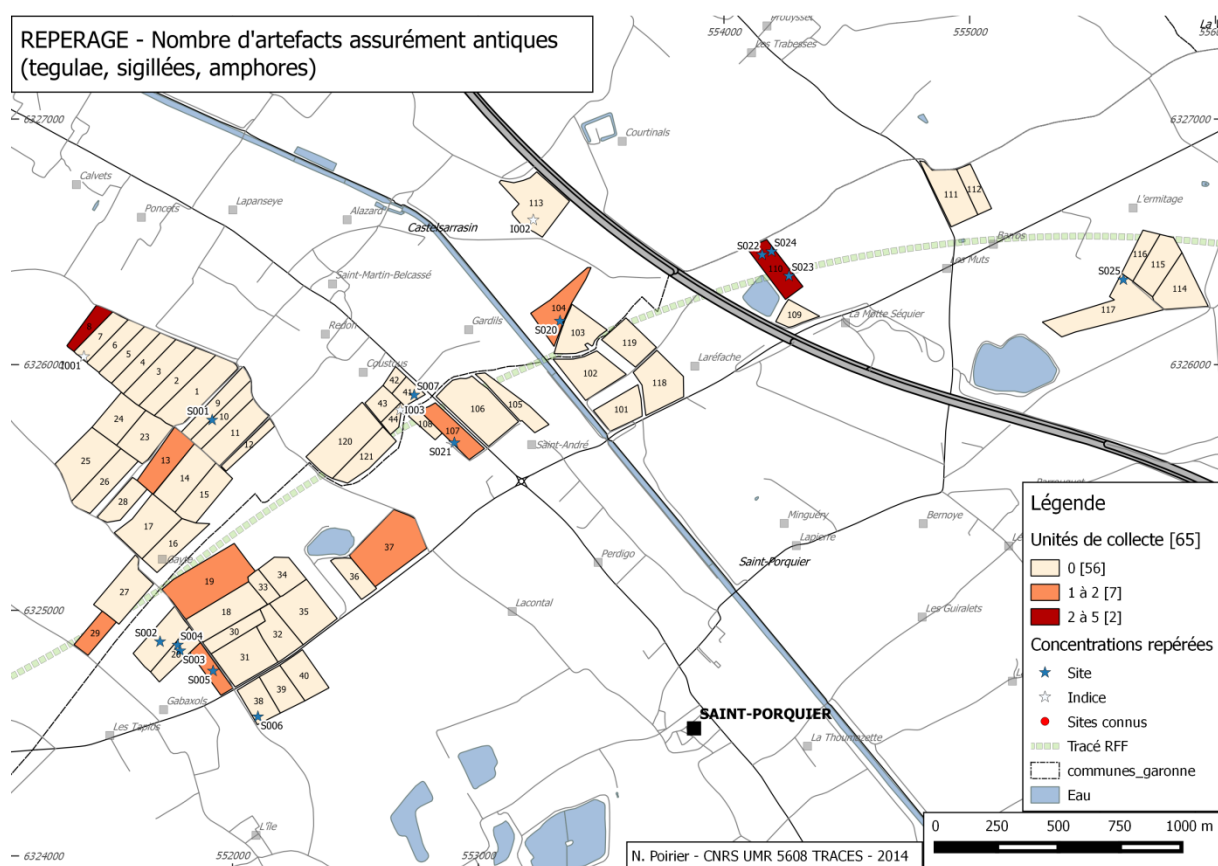 REPERAGE - Nombre d'artefacts assurément antiques
(tegulae, sigillées, amphores)
554000
555000
Les Trabesses
6327000
6327000
Courtinals
Calvets
Poncets
Lapanseye
Alazard
Castelsarrasin
113
I002
111
112
L'ermitage
Barros
Les Muts
S022
S024
110
S023
116
115
S025
114
117
109
La Motte Séquier
Saint-Martin-Belcassé
Redon
Gardils
Coustous
104
S020
103
119
102
118
101
Laréfache
6326000
6326000
I001
7
6
5
4
3
2
1
9
10
11
12
S001
24
23
25
26
28
13
14
15
17
16
42
41
S007
43
I003
44
108
107
S021
106
105
120
121
Saint-André
Gayte
27
29
19
18
33
34
35
36
37
30
32
31
S002
S004
S003
S005
38
39
40
S006
Gabaxols
Les Tapios
L'île
Perdigo
Lacontal
Minguéry
Lapierre
Saint-Porquier
Bernoye
Les Guiralets
6325000
6325000
SAINT-PORQUIER
La Thoumazette
6324000
552000
553000
Légende
Unités de collecte [65]
0 [56]
1 à 2 [7]
2 à 5 [2]
Concentrations repérées
Site
Indice
Sites connus
Tracé RFF
communes_garonne
Eau
N. Poirier - CNRS UMR 5608 TRACES - 2014
0 250 500 750 1000 m